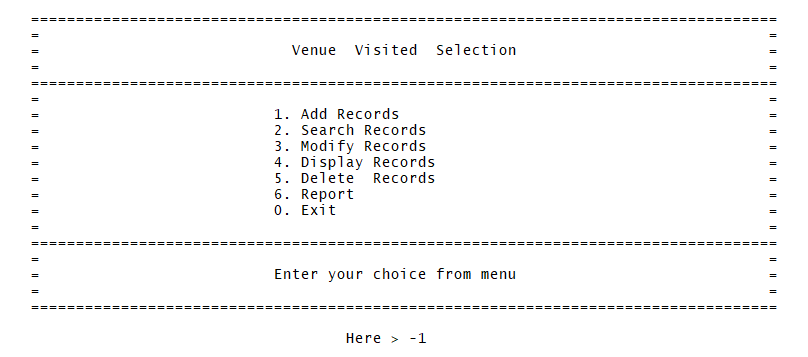 ===================================================================================
=                                                                                 =
=                            Venue  Visited  Selection                            =
=                                                                                 =
===================================================================================
=                                                                                 =
=                          1. Add Records                                         =
=                          2. Search Records                                      =
=                          3. Modify Records                                      =
=                          4. Display Records                                     =
=                          5. Delete  Records                                     =
=                          6. Report                                              =
=                          0. Exit                                                =
=                                                                                 =
===================================================================================
=                                                                                 =
=                          Enter your choice from menu                            =
=                                                                                 =
===================================================================================
                                   Here > -1